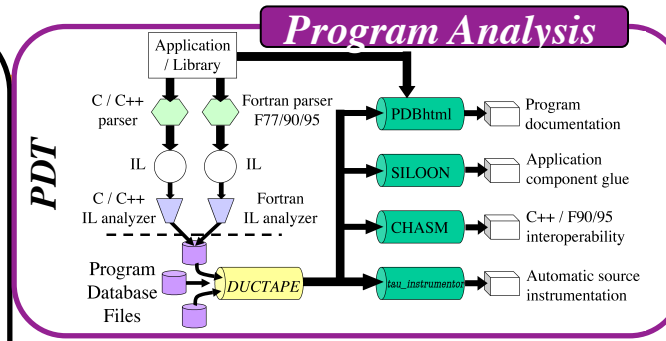 Program Analysis
PDT
Application
/ Library
C / C++
parser
Fortran parser
F77/90/95
IL
IL
C / C++
IL analyzer
Fortran
IL analyzer
Program
Database
Files
DUCTAPE
PDBhtml
Program
documentation
SILOON
Application
component glue
CHASM
C++ / F90/95
interoperability
tau_instrumentor
Automatic source
instrumentation